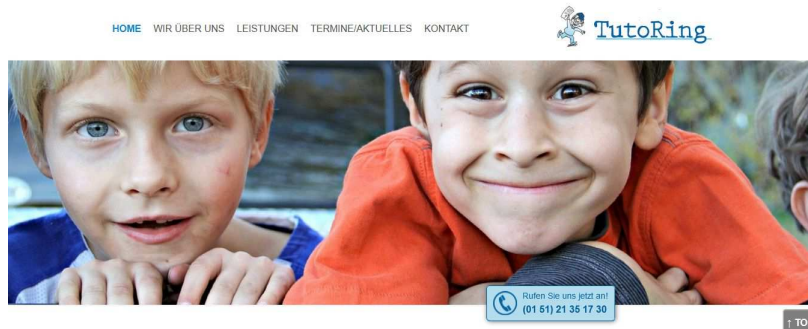 HOME WIR ÜBER UNS LEISTUNGEN TERMINE/AKTUELLES KONTAKT
TutoRing
Rufen Sie uns jetzt an!
(01 51) 21 35 17 30
↑ TO